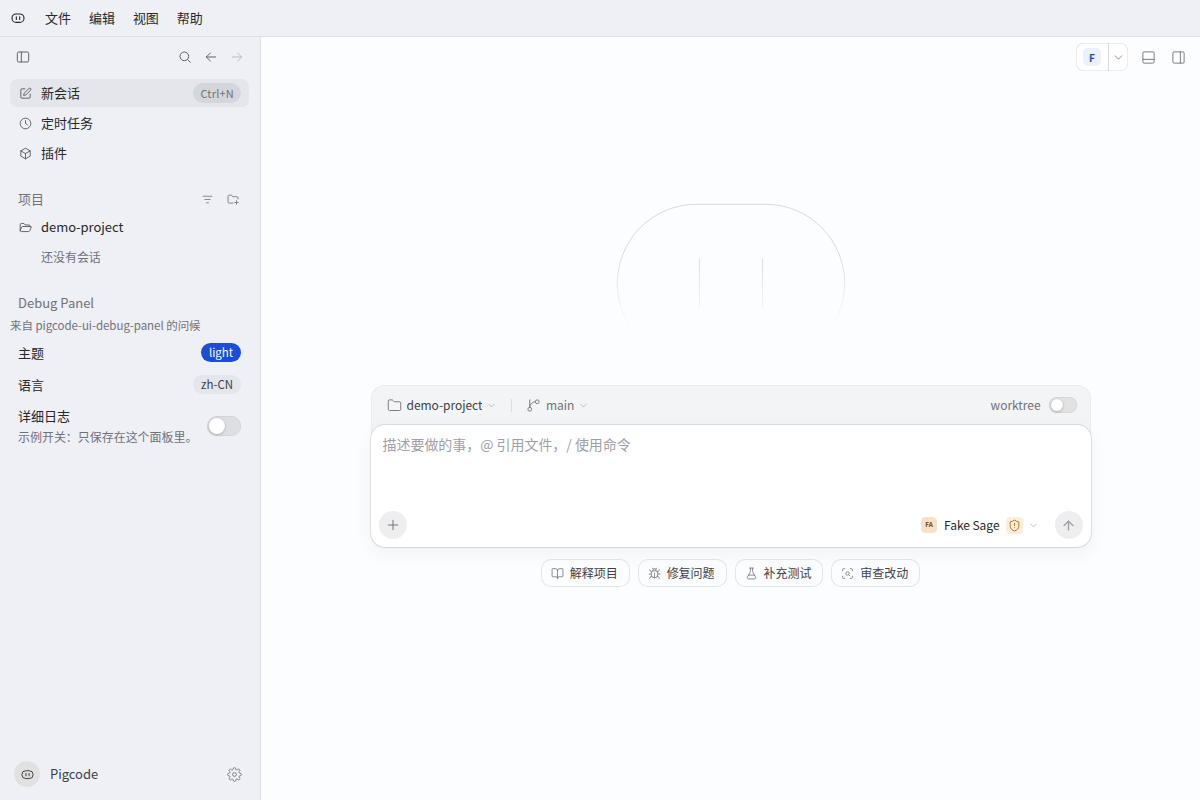 文件 编辑 视图 帮助
F
新会话 Ctrl+N
定时任务
插件
项目
demo-project
还没有会话
Debug Panel
来自 pigcode-ui-debug-panel 的问候
主题 light
语言 zh-CN
详细日志
示例开关：只保存在这个面板里。
demo-project main worktree
描述要做的事，@ 引用文件，/ 使用命令
FA Fake Sage
解释项目 修复问题 补充测试 审查改动
Pigcode